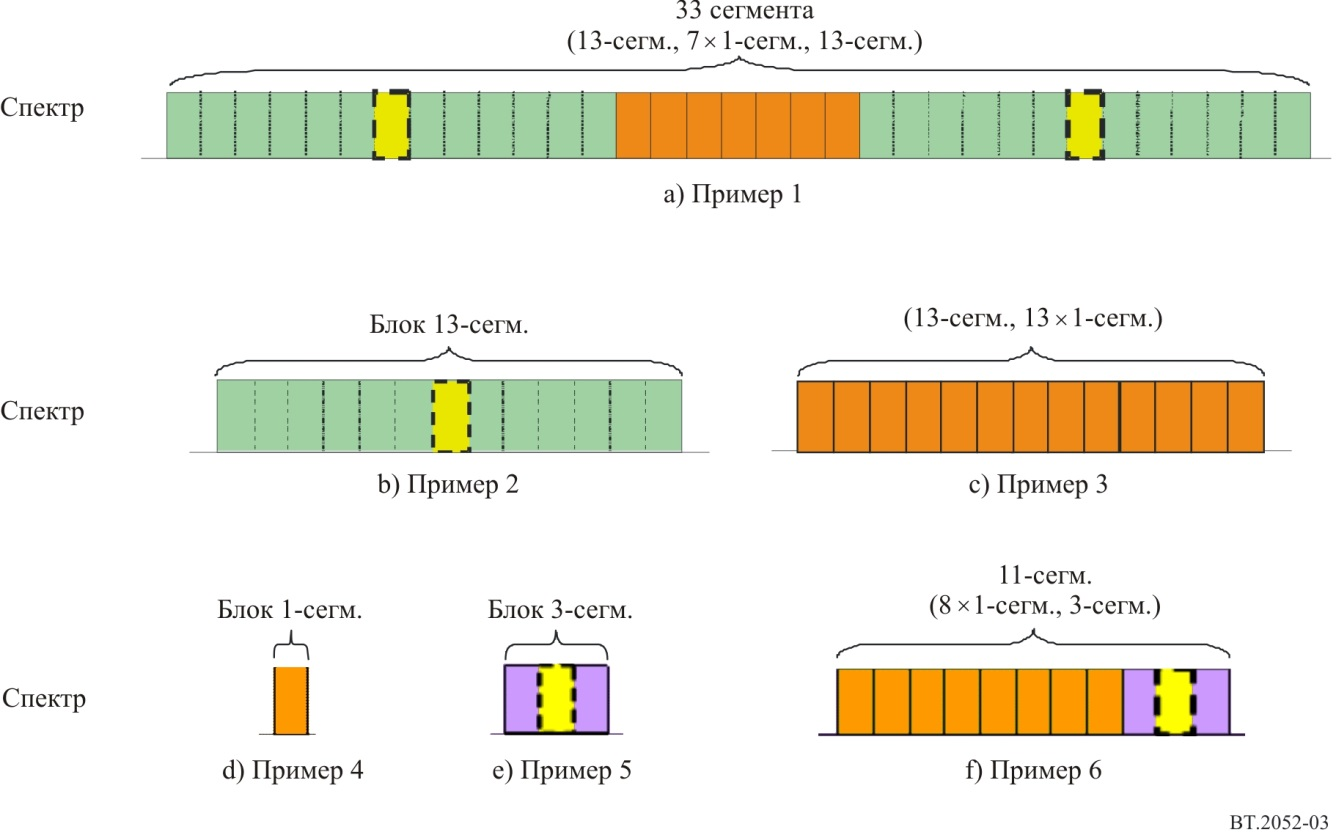 33 сегмента
(13-сегм., 7 × 1-сегм., 13-сегм.)
Спектр
a) Пример 1
Блок 13-сегм.
(13-сегм., 13 × 1-сегм.)
Спектр
b) Пример 2
c) Пример 3
11-сегм.
(8 × 1-сегм., 3-сегм.)
Блок 1-сегм.
Блок 3-сегм.
Спектр
d) Пример 4
e) Пример 5
f) Пример 6
BT.2052-03